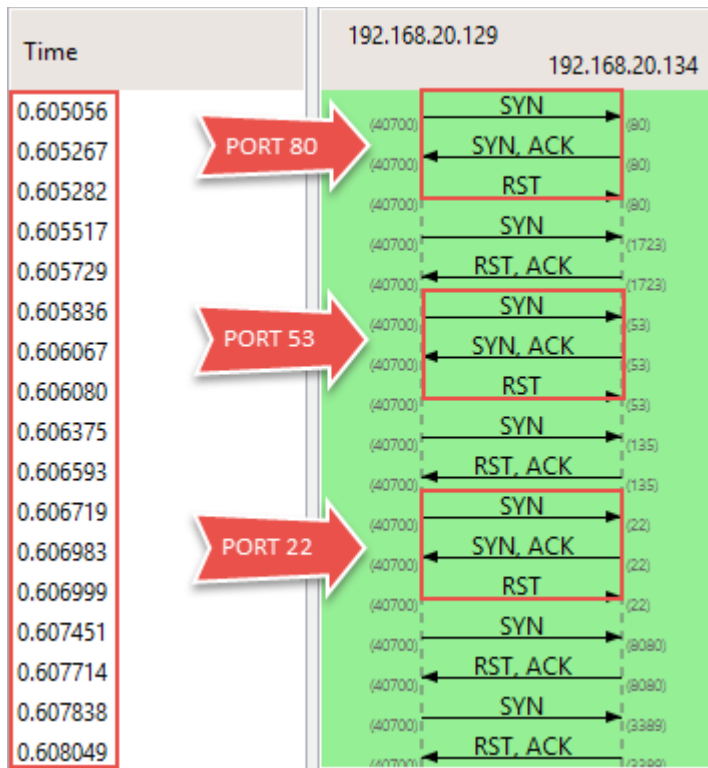 Time
192.168.20.129
192.168.20.134
0.605056 PORT 80 (40700) SYN (80)
0.605267 (40700) SYN, ACK (80)
0.605282 (40700) RST (80)
0.605517 (40700) SYN (1723)
0.605729 (40700) RST, ACK (1723)
0.605836 PORT 53 (40700) SYN (53)
0.606067 (40700) SYN, ACK (53)
0.606080 (40700) RST (53)
0.606375 (40700) SYN (135)
0.606593 (40700) RST, ACK (135)
0.606719 PORT 22 (40700) SYN (22)
0.606983 (40700) SYN, ACK (22)
0.606999 (40700) RST (22)
0.607451 (40700) SYN (8080)
0.607714 (40700) RST, ACK (8080)
0.607838 (40700) SYN (3389)
0.608049 (40700) RST, ACK (3389)